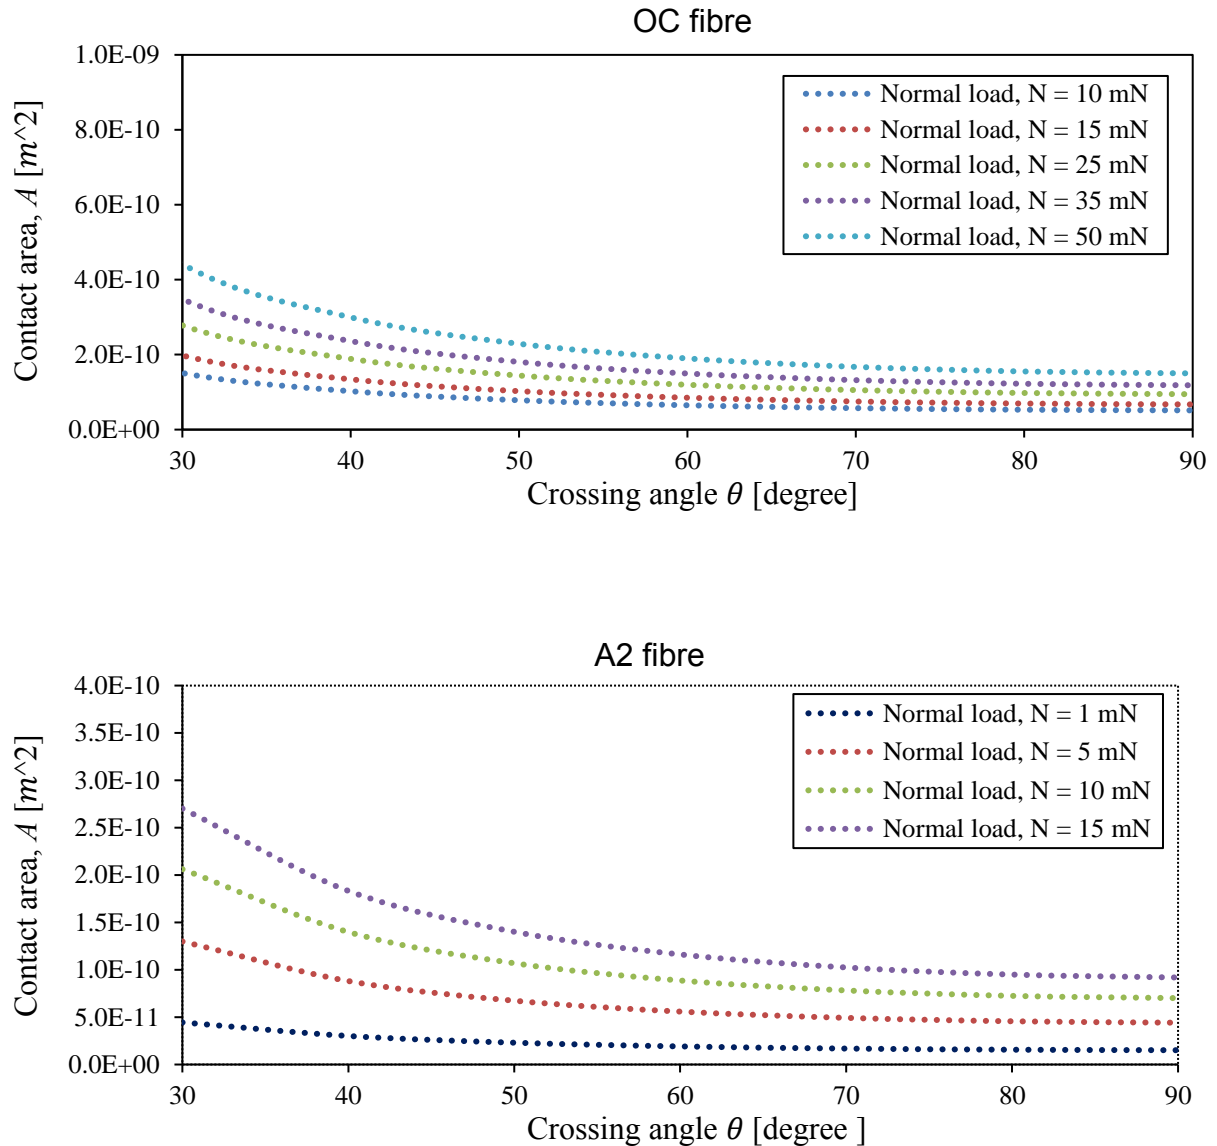 OC fibre
1.0E-09
8.0E-10
6.0E-10
4.0E-10
2.0E-10
0.0E+00
Contact area, A [m^2]
Normal load, N = 10 mN
Normal load, N = 15 mN
Normal load, N = 25 mN
Normal load, N = 35 mN
Normal load, N = 50 mN
30 40 50 60 70 80 90
Crossing angle θ [degree]
A2 fibre
4.0E-10
3.5E-10
3.0E-10
2.5E-10
2.0E-10
1.5E-10
1.0E-10
5.0E-11
0.0E+00
Contact area, A [m^2]
Normal load, N = 1 mN
Normal load, N = 5 mN
Normal load, N = 10 mN
Normal load, N = 15 mN
30 40 50 60 70 80 90
Crossing angle θ [degree ]